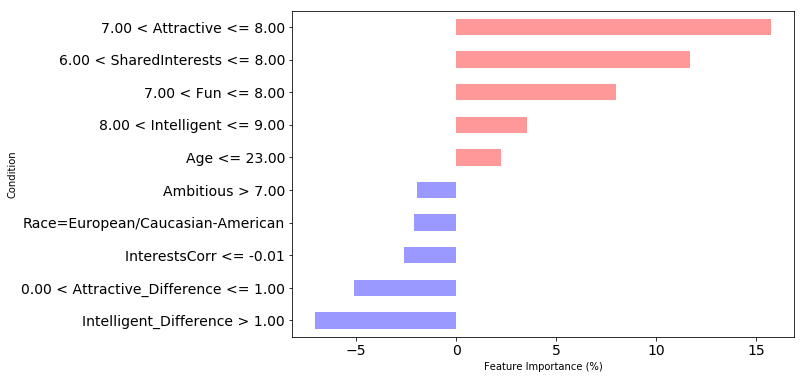 7.00 < Attractive <= 8.00
6.00 < SharedInterests <= 8.00
7.00 < Fun <= 8.00
8.00 < Intelligent <= 9.00
Age <= 23.00
Ambitious > 7.00
Race=European/Caucasian-American
InterestsCorr <= -0.01
0.00 < Attractive_Difference <= 1.00
Intelligent_Difference > 1.00
Condition
−5 0 5 10 15
Feature Importance (%)